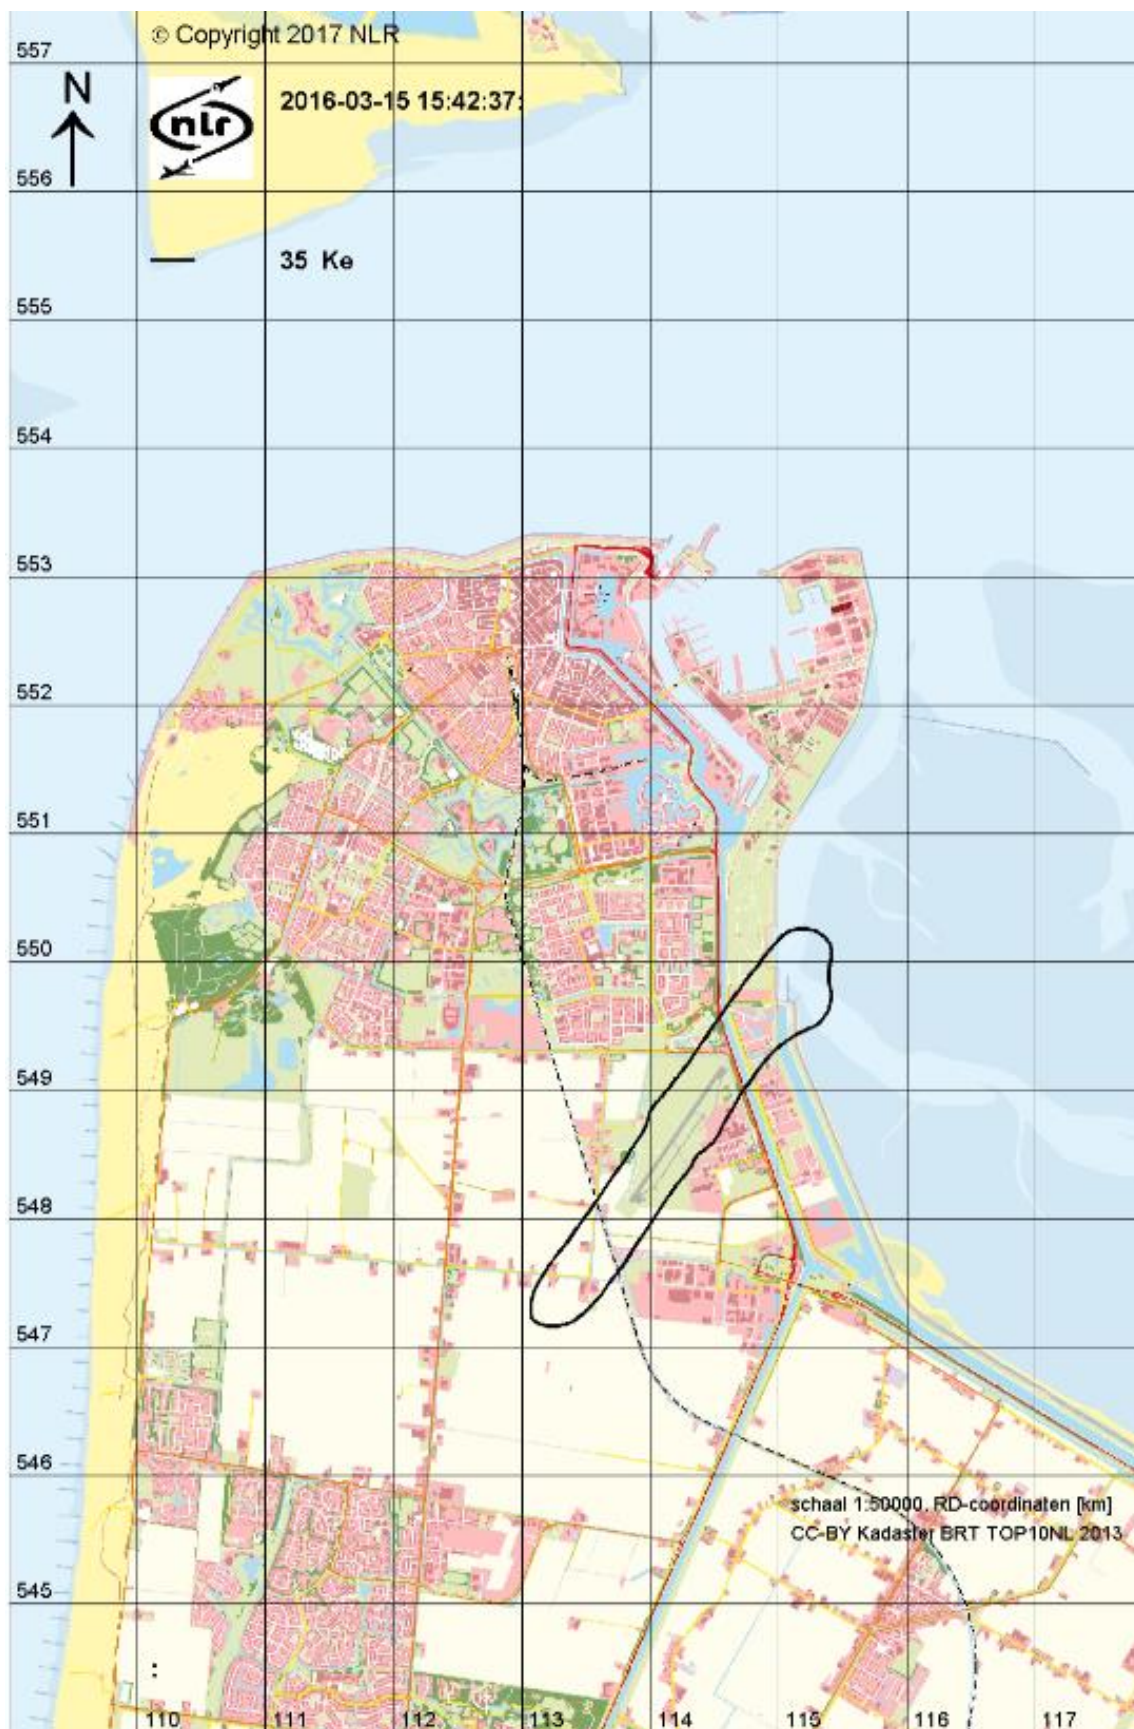 557
© Copyright 2017 NLR
N
nlr
2016-03-15 15:42:37:
556
35 Ke
555
554
553
552
551
550
549
548
547
546
schaal 1:50000, RD-coordinaten [km]
CC-BY Kadaster BRT TOP10NL 2013
545
:
110 111 112 113 114 115 116 117